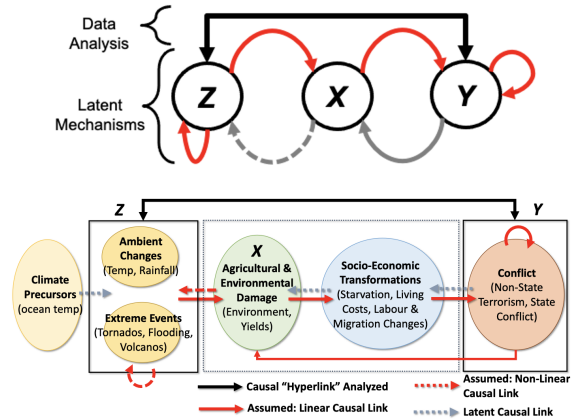 Data
Analysis
Latent
Mechanisms
Z
X
Y
Z
Y
Climate
Precursors
(ocean temp)
Ambient
Changes
(Temp, Rainfall)
Extreme Events
(Tornados, Flooding,
Volcanos)
X
Agricultural &
Environmental
Damage
(Environment,
Yields)
Socio-Economic
Transformations
(Starvation, Living
Costs, Labour &
Migration Changes)
Conflict
(Non-State
Terrorism, State
Conflict)
Causal “Hyperlink” Analyzed
Assumed: Linear Causal Link
Assumed: Non-Linear
Causal Link
Latent Causal Link